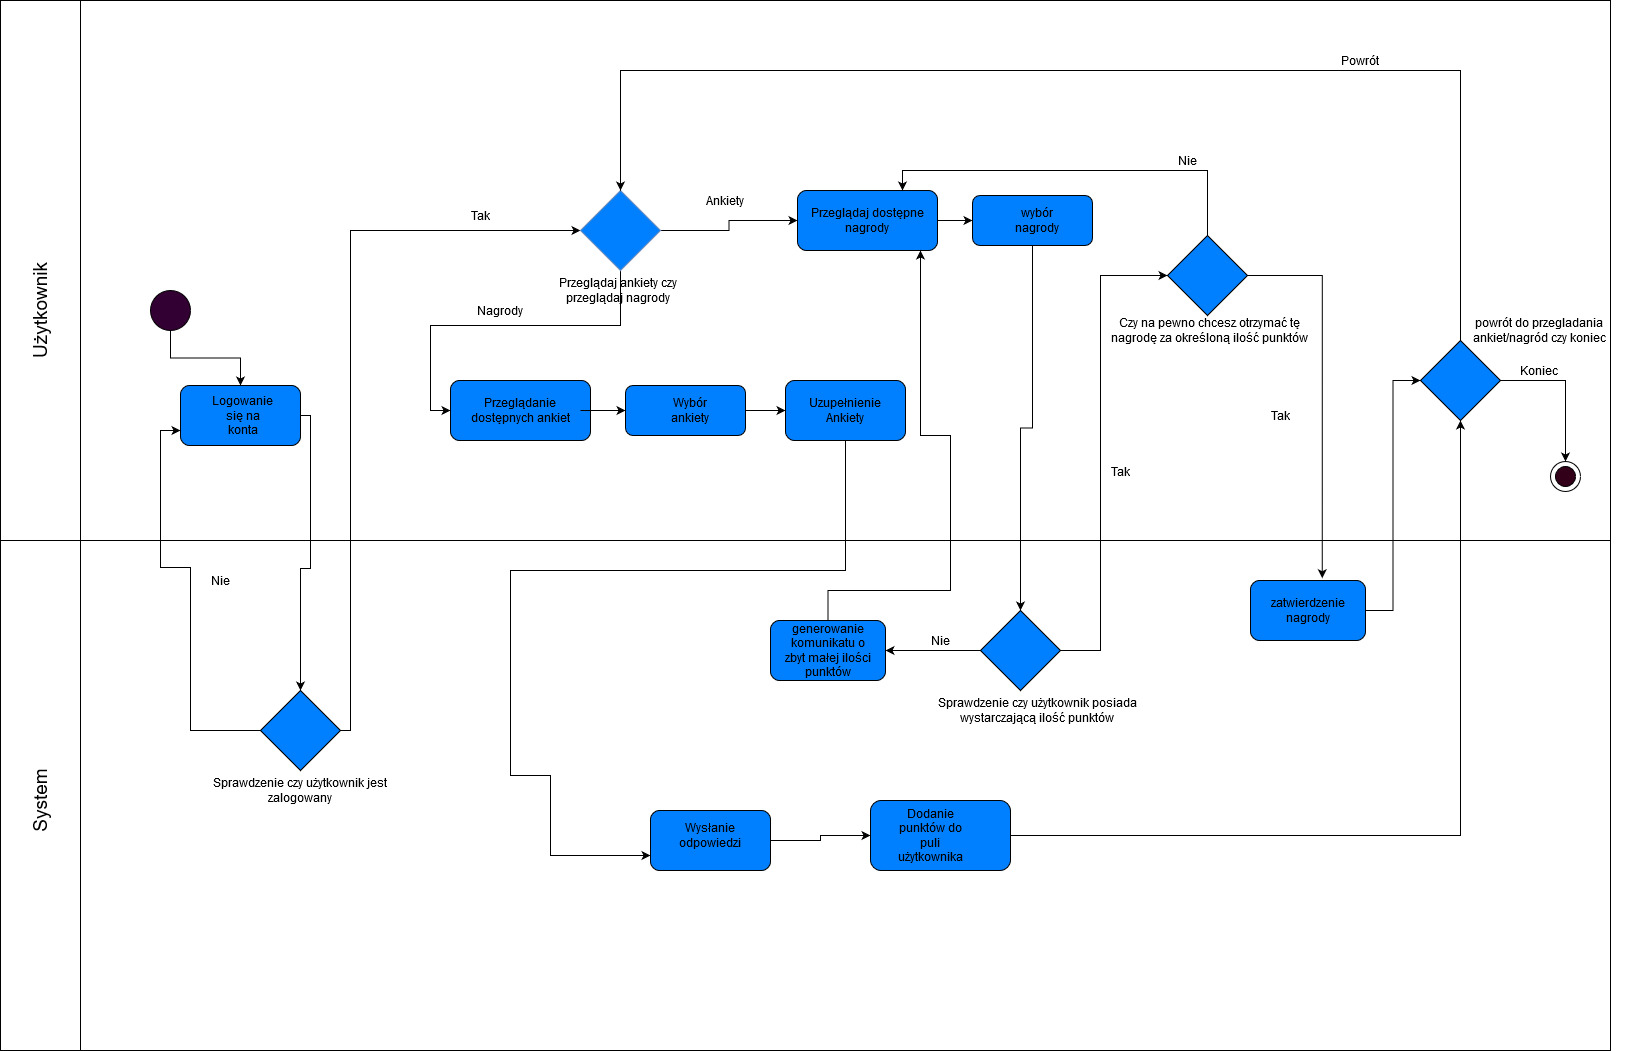 Powrót
Nie
Ankiety
Tak
Przeglądaj dostępne
nagrody
wybór
nagrody
Użytkownik
Przeglądaj ankiety czy
przeglądaj nagrody
Nagrody
Czy na pewno chcesz otrzymać tę
nagrodę za określoną ilość punktów
powrót do przegladania
ankiet/nagród czy koniec
Koniec
Logowanie
się na
konta
Przeglądanie
dostępnych ankiet
Wybór
ankiety
Uzupełnienie
Ankiety
Tak
Tak
Nie
zatwierdzenie
nagrody
generowanie
komunikatu o
zbyt małej ilości
punktów
Nie
Sprawdzenie czy użytkownik posiada
wystarczającą ilość punktów
System
Sprawdzenie czy użytkownik jest
zalogowany
Wysłanie
odpowiedzi
Dodanie
punktów do
puli
użytkownika